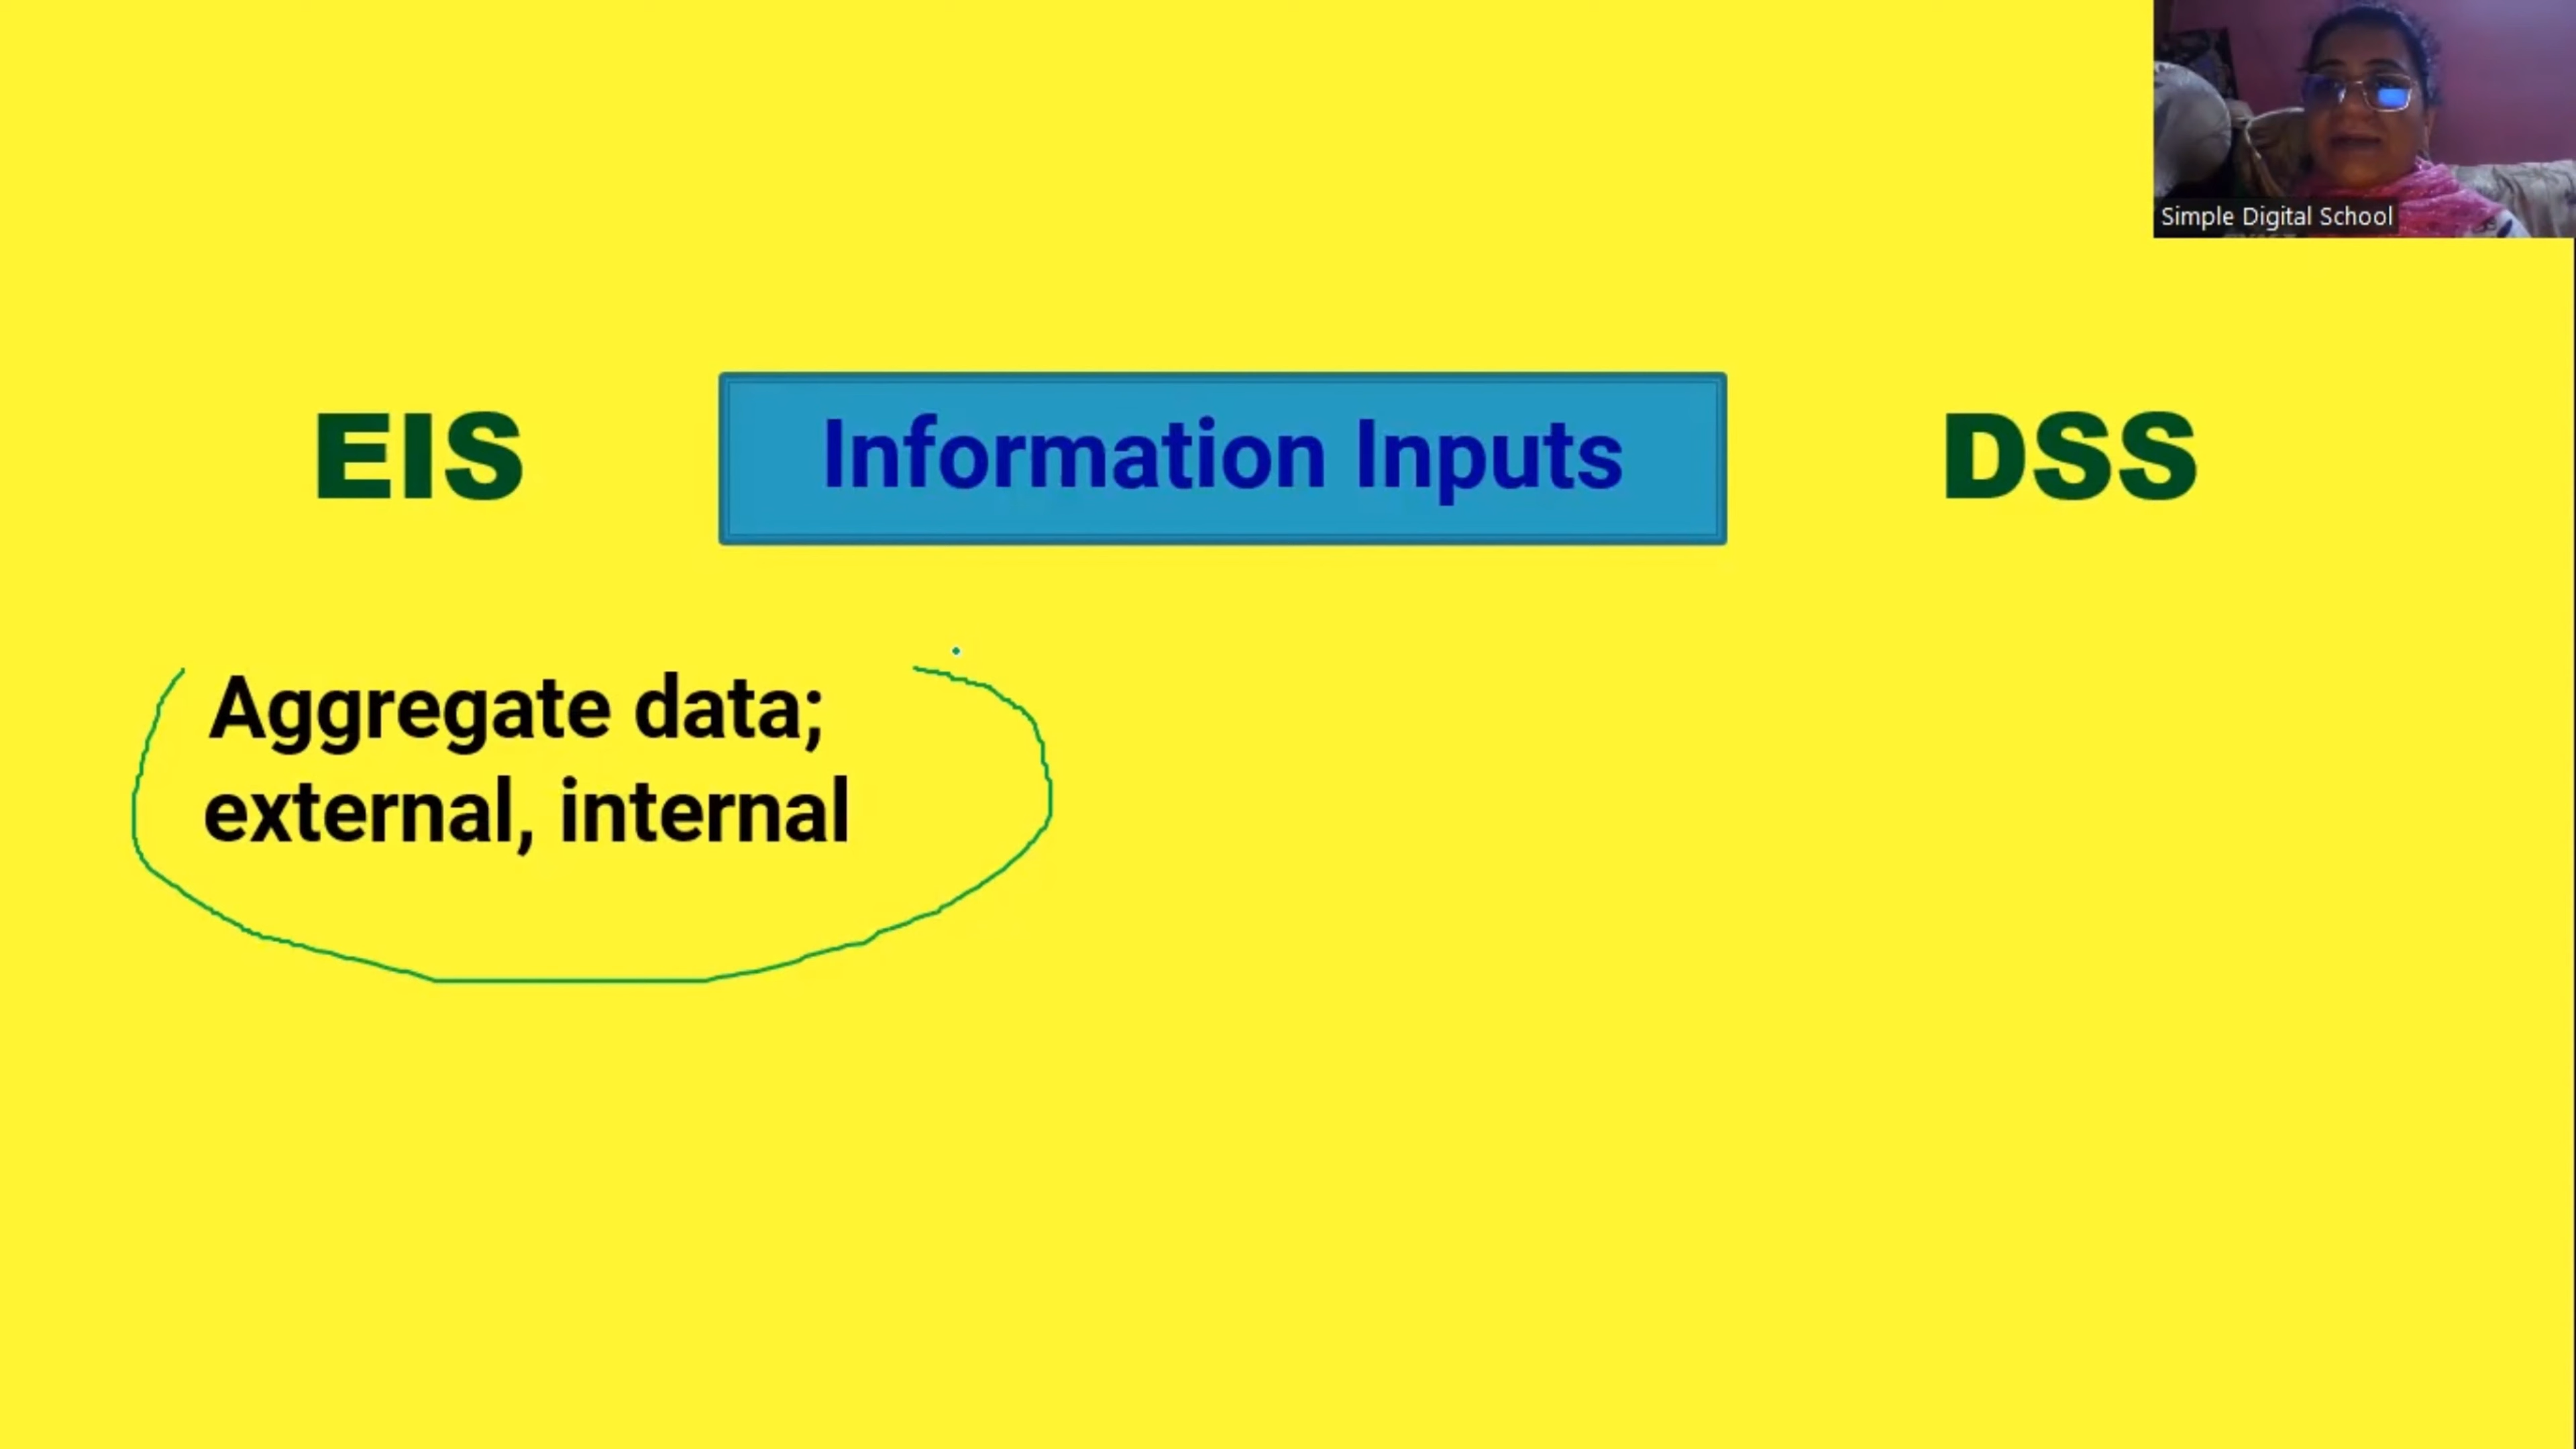 Simple Digital School
EIS
Information Inputs
DSS
Aggregate data;
external, internal